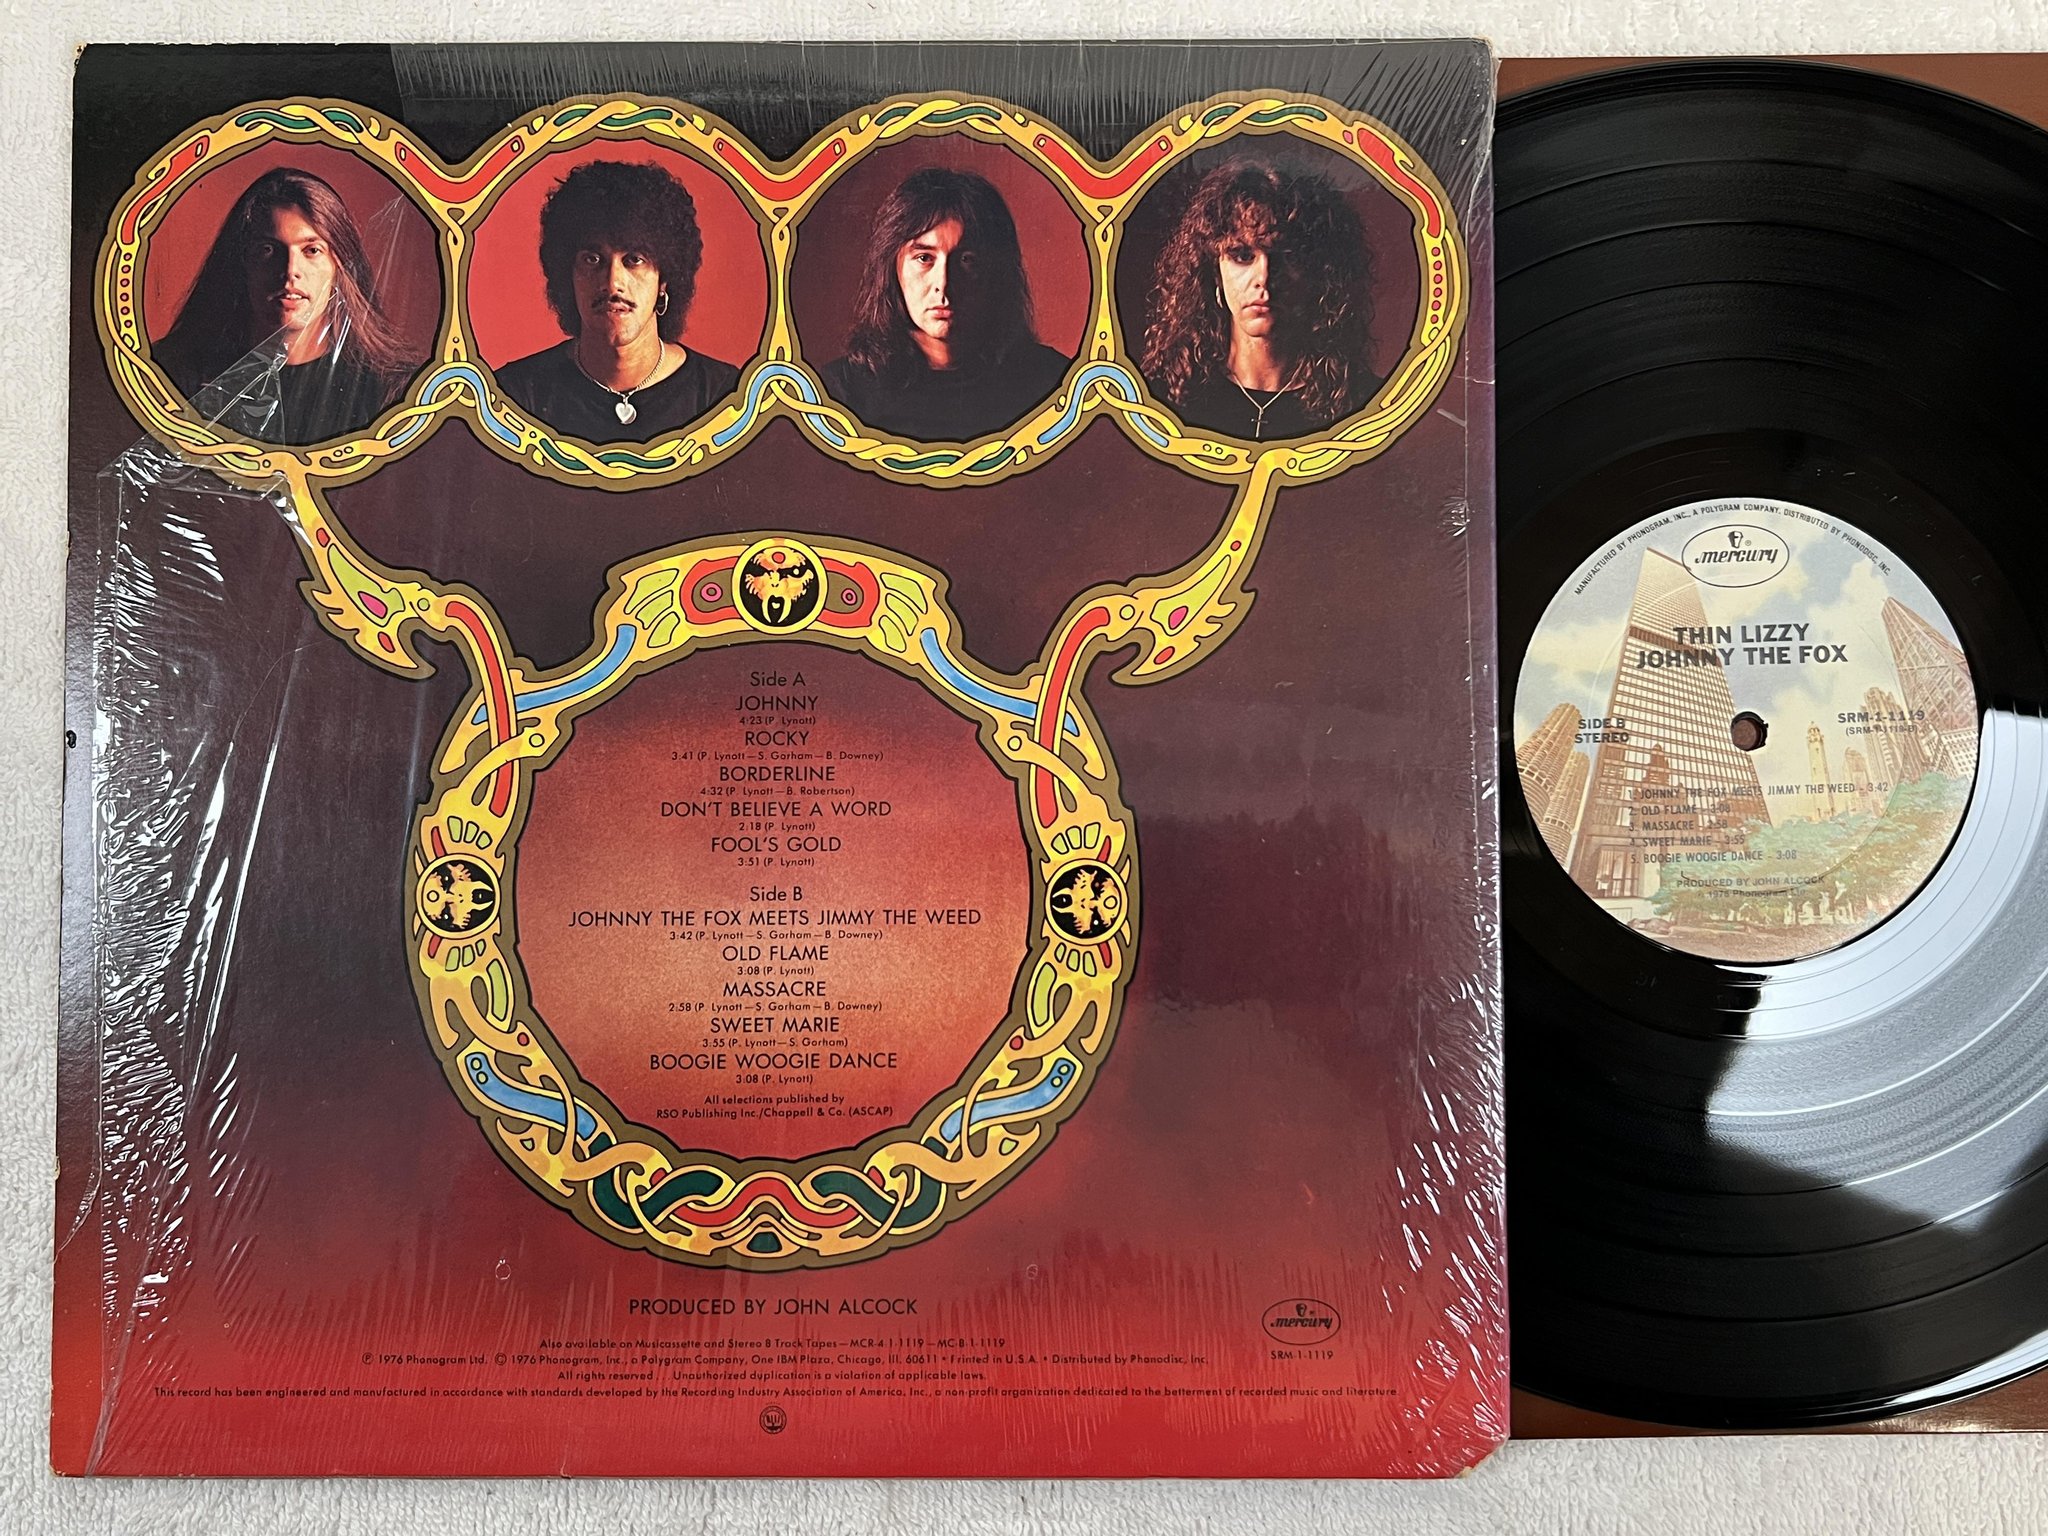 Side A
JOHNNY
4:23 (P. Lynott)
ROCKY
3:41 (P. Lynott—S. Gorham—B. Downey)
BORDERLINE
4:32 (P. Lynott—B. Robertson)
DON'T BELIEVE A WORD
2:18 (P. Lynott)
FOOL'S GOLD
3:51 (P. Lynott)
Side B
JOHNNY THE FOX MEETS JIMMY THE WEED
3:42 (P. Lynott—S. Gorham—B. Downey)
OLD FLAME
3:08 (P. Lynott)
MASSACRE
2:58 (P. Lynott—S. Gorham—B. Downey)
SWEET MARIE
3:55 (P. Lynott—S. Gorham)
BOOGIE WOOGIE DANCE
3:08 (P. Lynott)
All selections published by
RSO Publishing Inc./Chappell & Co. (ASCAP)
PRODUCED BY JOHN ALCOCK
Also available on Musicassette and Stereo 8 Track Tapes—MCR-4 1-1119—MC-8-1-1119
℗ 1976 Phonogram Ltd. © 1976 Phonogram, Inc., a Polygram Company, One IBM Plaza, Chicago, Ill. 60611 • Printed in U.S.A. • Distributed by Phonodisc, Inc.
All rights reserved . . . Unauthorized duplication is a violation of applicable laws.
This record has been engineered and manufactured in accordance with standards developed by the Recording Industry Association of America, Inc., a non-profit organization dedicated to the betterment of recorded music and literature.
mercury
SRM-1-1119
MANUFACTURED BY PHONOGRAM, INC., A POLYGRAM COMPANY. DISTRIBUTED BY PHONODISC, INC.
mercury
THIN LIZZY
JOHNNY THE FOX
SIDE B
STEREO
SRM-1-1119
(SRM-1-1119-B)
1. JOHNNY THE FOX MEETS JIMMY THE WEED - 3:42
2. OLD FLAME - 3:08
3. MASSACRE - 2:58
4. SWEET MARIE - 3:55
5. BOOGIE WOOGIE DANCE - 3:08
PRODUCED BY JOHN ALCOCK
1976 Phonogram Ltd.